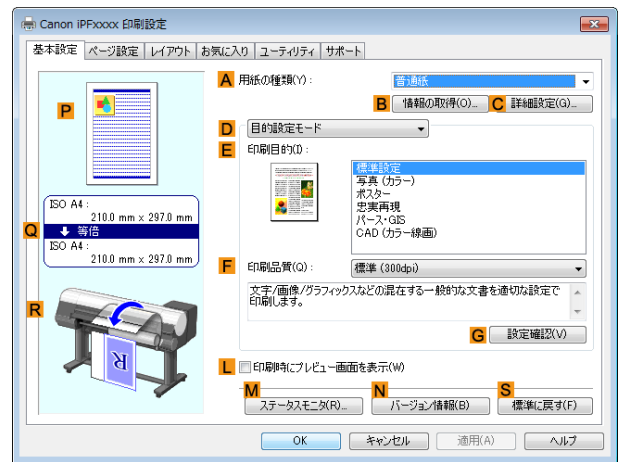 Canon iPFxxxx 印刷設定
基本設定 ページ設定 レイアウト お気に入り ユーティリティ サポート
A 用紙の種類(Y): 普通紙
P
B 情報の取得(O)... C 詳細設定(G)...
D 目的設定モード
E 印刷目的(I):
標準設定
写真 (カラー)
ポスター
忠実再現
パース・GIS
CAD (カラー線画)
ISO A4 :
210.0 mm x 297.0 mm
Q 等倍
ISO A4 :
210.0 mm x 297.0 mm
F 印刷品質(Q): 標準 (300dpi)
文字/画像/グラフィックスなどの混在する一般的な文書を適切な設定で
印刷します。
R
G 設定確認(V)
R
L 印刷時にプレビュー画面を表示(W)
M N S
ステータスモニタ(R)... バージョン情報(B) 標準に戻す(F)
OK キャンセル 適用(A) ヘルプ